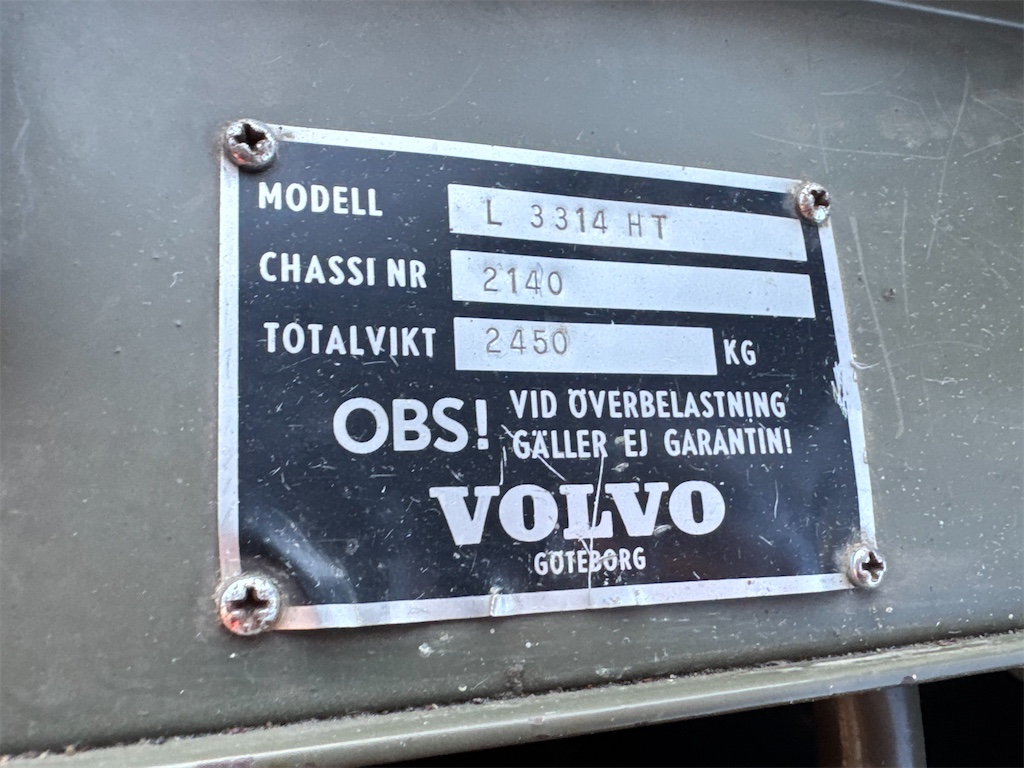 MODELL L 3314 HT
CHASSI NR 2140
TOTALVIKT 2450 KG
OBS! VID ÖVERBELASTNING
GÄLLER EJ GARANTIN!
VOLVO
GÖTEBORG